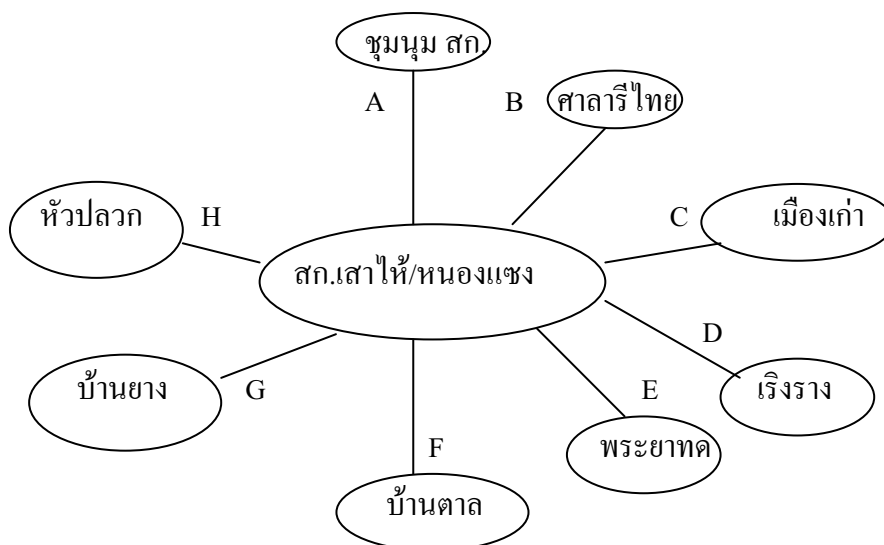 ชุมนุม สก.
A
B
ศาลารีไทย
หัวปลวก
H
C
เมืองเก่า
สก.เสาไห้/หนองแซง
D
บ้านยาง
G
E
เริงราง
F
พระยาทด
บ้านตาล